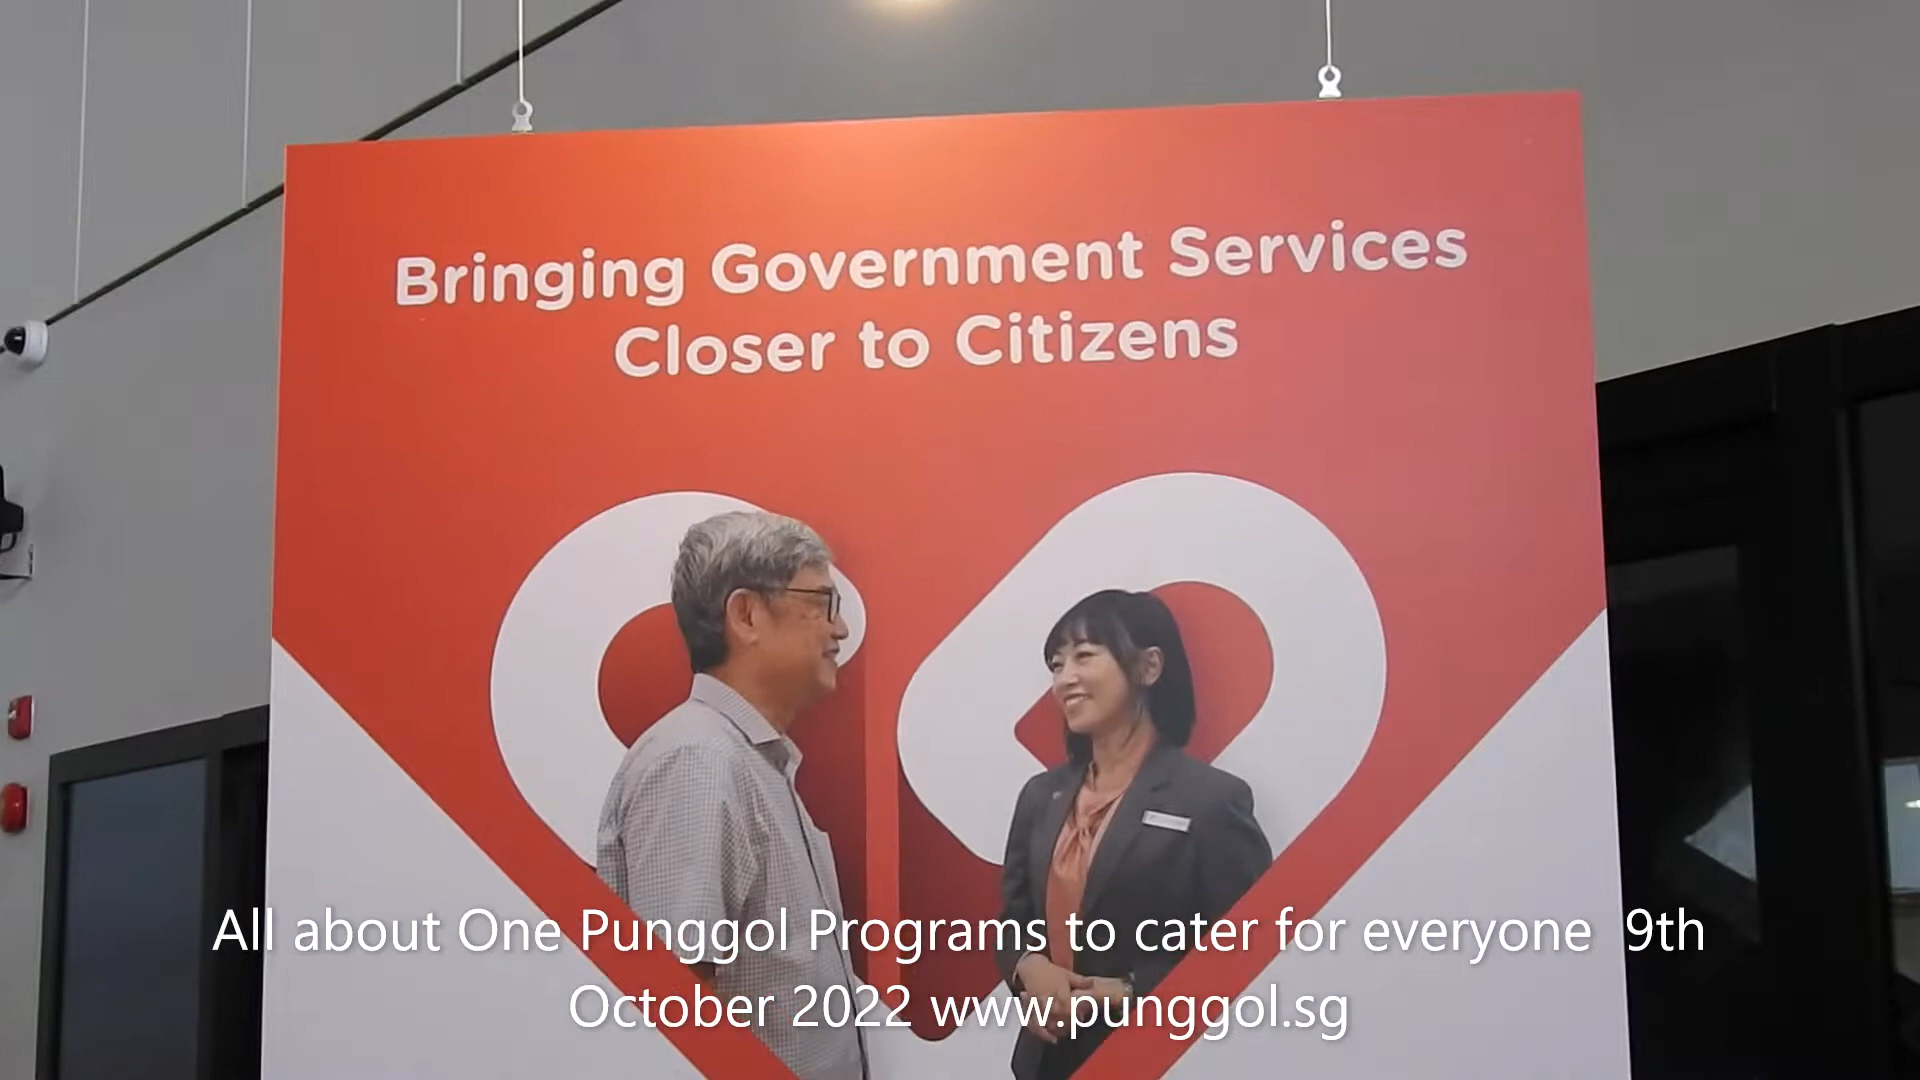 Bringing Government Services
Closer to Citizens
All about One Punggol Programs to cater for everyone  9th
October 2022 www.punggol.sg